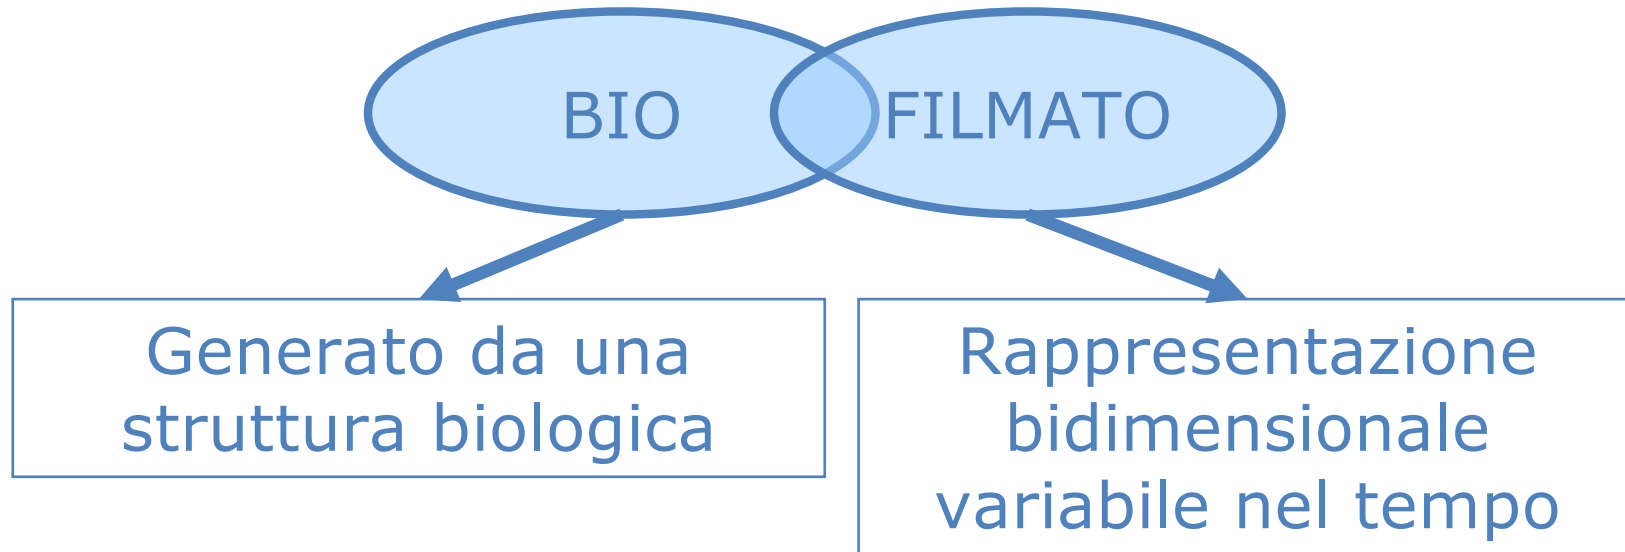 BIO
FILMATO
Generato da una
struttura biologica
Rappresentazione
bidimensionale
variabile nel tempo